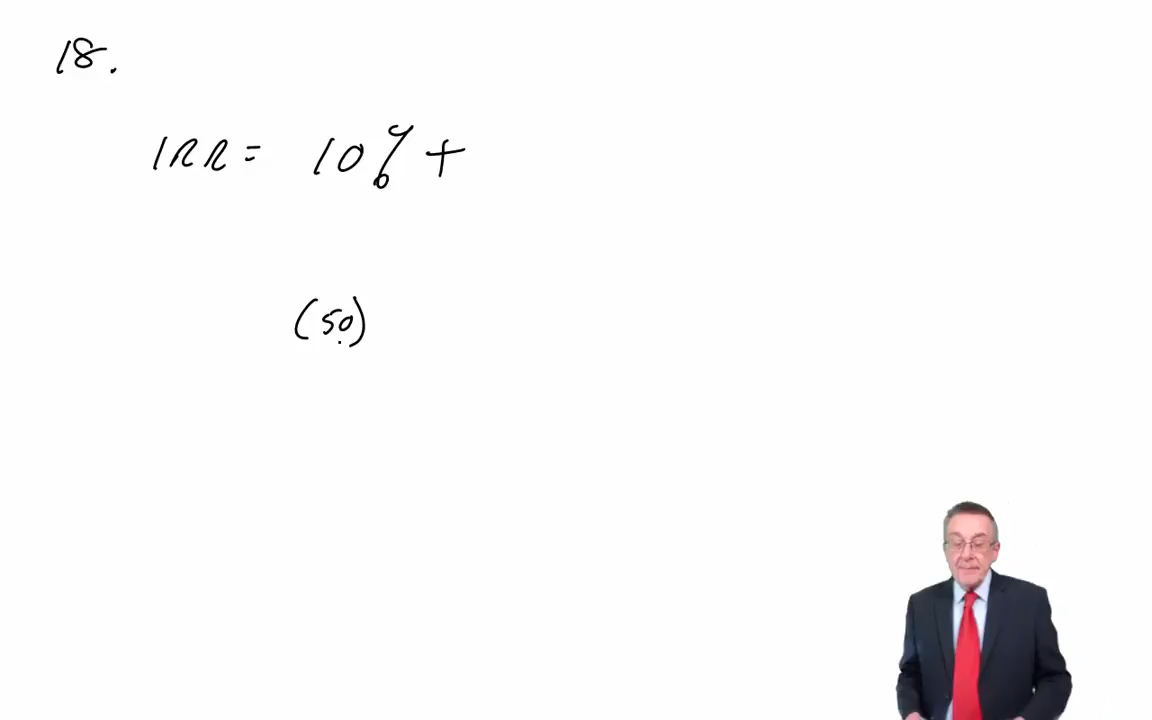 18.
IRR = 10% +
(50)